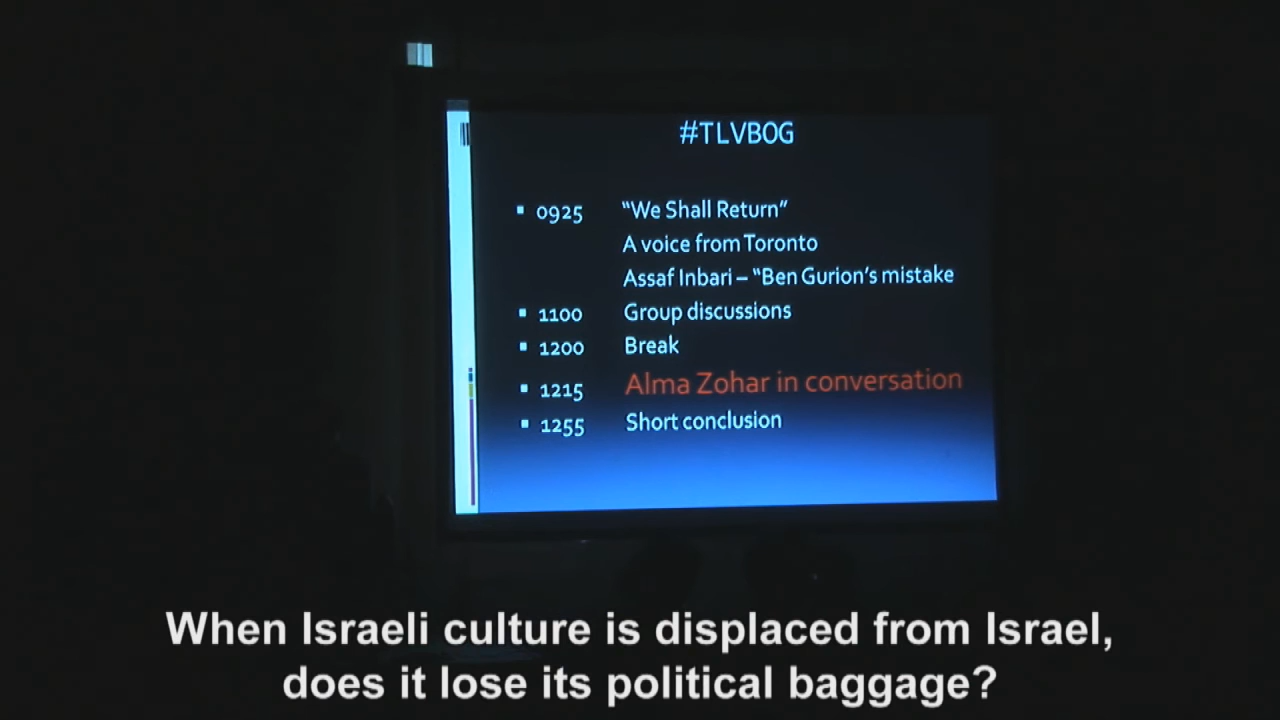 #TLVBOG
0925 "We Shall Return"
A voice from Toronto
Assaf Inbari – "Ben Gurion's mistake
1100 Group discussions
1200 Break
1215 Alma Zohar in conversation
1255 Short conclusion
When Israeli culture is displaced from Israel,
does it lose its political baggage?